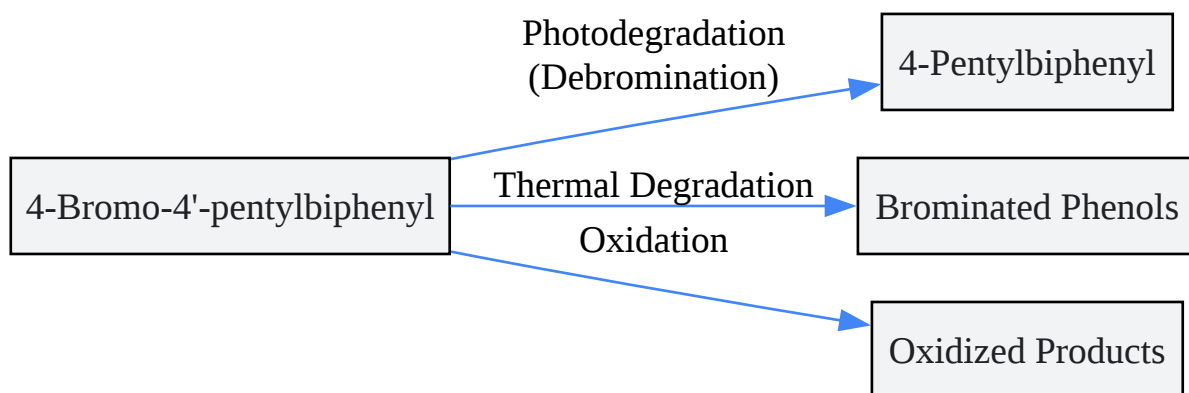 Photodegradation
(Debromination)
4-Pentylbiphenyl
4-Bromo-4'-pentylbiphenyl
Thermal Degradation
Brominated Phenols
Oxidation
Oxidized Products